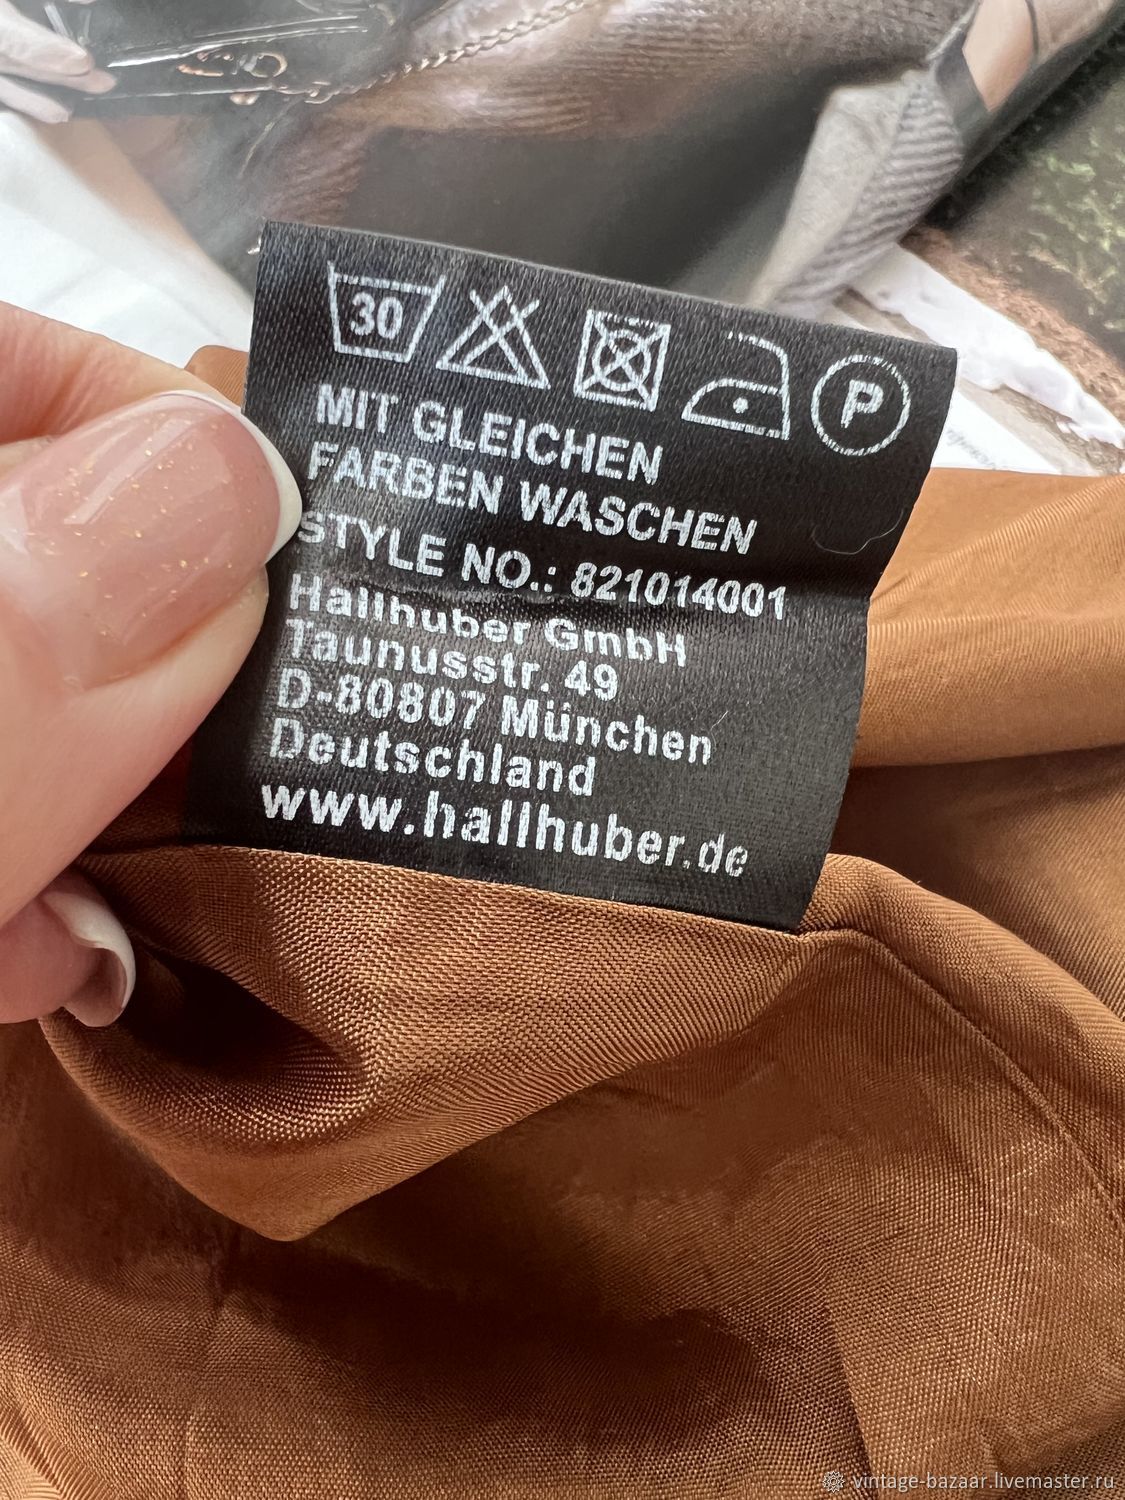 30
P
MIT GLEICHEN
FARBEN WASCHEN
STYLE NO.: 821014001
Hallhuber GmbH
Taunusstr. 49
D-80807 München
Deutschland
www.hallhuber.de
vintage-bazaar.livemaster.ru